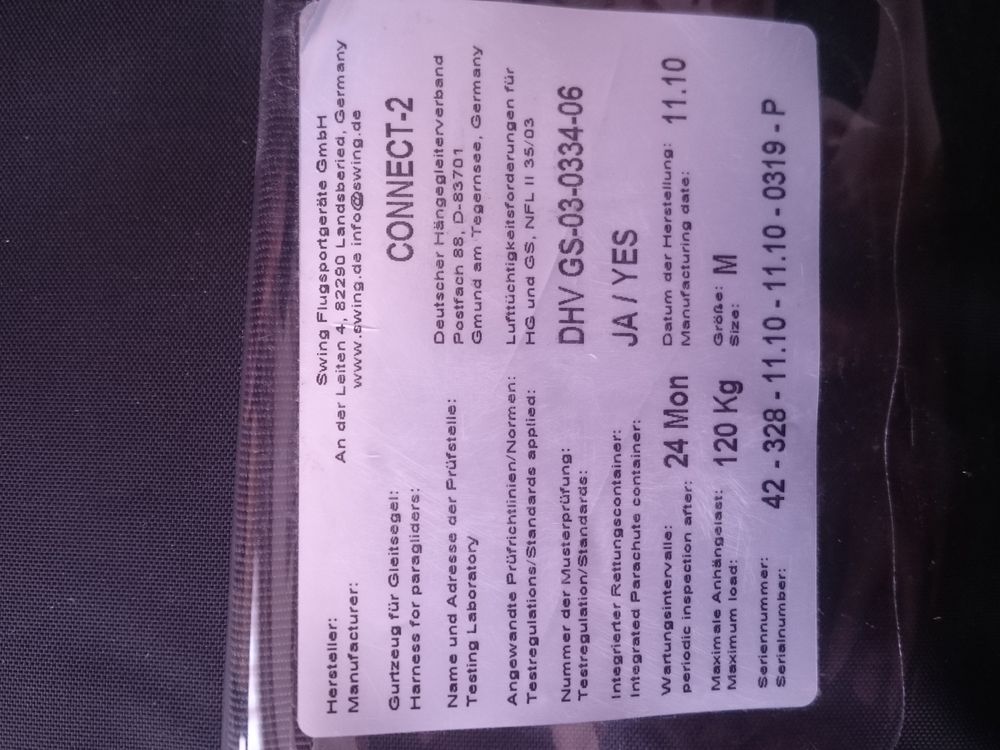 Hersteller: Swing Flugsportgeräte GmbH
Manufacturer: An der Leiten 4, 82290 Landsberied, Germany
www.swing.de info@swing.de
Gurtzeug für Gleitsegel: CONNECT-2
Harness for paragliders:
Name und Adresse der Prüfstelle: Deutscher Hängegleiterverband
Testing Laboratory Postfach 88, D-83701
Gmund am Tegernsee, Germany
Angewandte Prüfrichtlinien/Normen: Lufttüchtigkeitsforderungen für
Testregulations/Standards applied: HG und GS, NFL II 35/03
Nummer der Musterprüfung: DHV GS-03-0334-06
Testregulation/Standards:
Integrierter Rettungscontainer: JA / YES
Integrated Parachute container:
Wartungsintervalle: 24 Mon Datum der Herstellung: 11.10
periodic inspection after: Manufacturing date:
Maximale Anhängelast: 120 Kg Größe: M
Maximum load: Size:
Seriennummer: 42 - 328 - 11.10 - 11.10 - 0319 - P
Serialnumber: